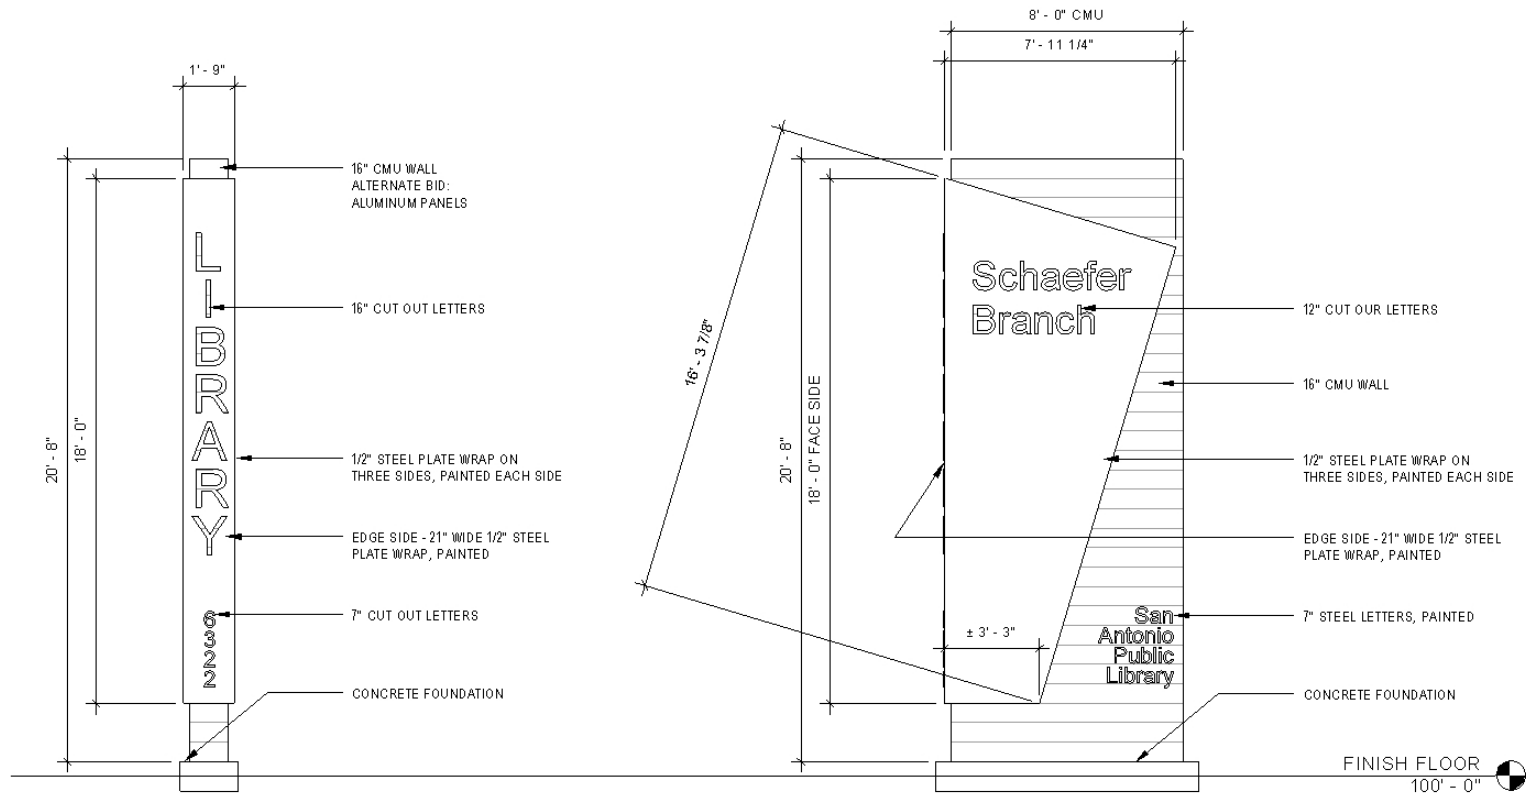 1' - 9"
20' - 8"
18' - 0"
16" CMU WALL
ALTERNATE BID:
ALUMINUM PANELS
LIBRARY
16" CUT OUT LETTERS
1/2" STEEL PLATE WRAP ON
THREE SIDES, PAINTED EACH SIDE
EDGE SIDE - 21" WIDE 1/2" STEEL
PLATE WRAP, PAINTED
6322
7" CUT OUT LETTERS
CONCRETE FOUNDATION
8' - 0" CMU
7' - 11 1/4"
16' - 3 7/8"
20' - 8"
18' - 0" FACE SIDE
Schaefer
Branch
± 3' - 3"
San
Antonio
Public
Library
12" CUT OUR LETTERS
16" CMU WALL
1/2" STEEL PLATE WRAP ON
THREE SIDES, PAINTED EACH SIDE
EDGE SIDE - 21" WIDE 1/2" STEEL
PLATE WRAP, PAINTED
7" STEEL LETTERS, PAINTED
CONCRETE FOUNDATION
FINISH FLOOR
100' - 0"